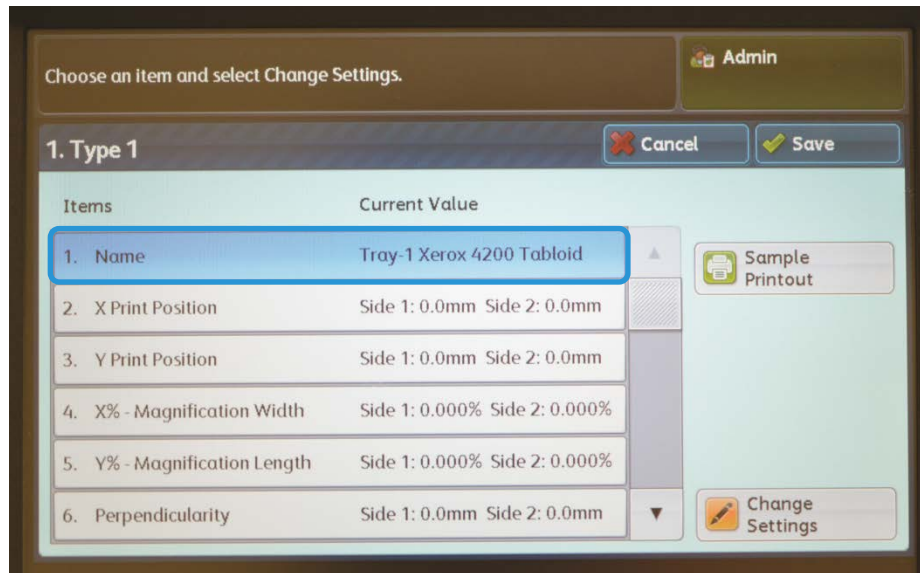 Choose an item and select Change Settings.
Admin
1. Type 1
Cancel
Save
Items Current Value
1. Name Tray-1 Xerox 4200 Tabloid
Sample
Printout
2. X Print Position Side 1: 0.0mm Side 2: 0.0mm
3. Y Print Position Side 1: 0.0mm Side 2: 0.0mm
4. X% - Magnification Width Side 1: 0.000% Side 2: 0.000%
5. Y% - Magnification Length Side 1: 0.000% Side 2: 0.000%
6. Perpendicularity Side 1: 0.0mm Side 2: 0.0mm
Change
Settings